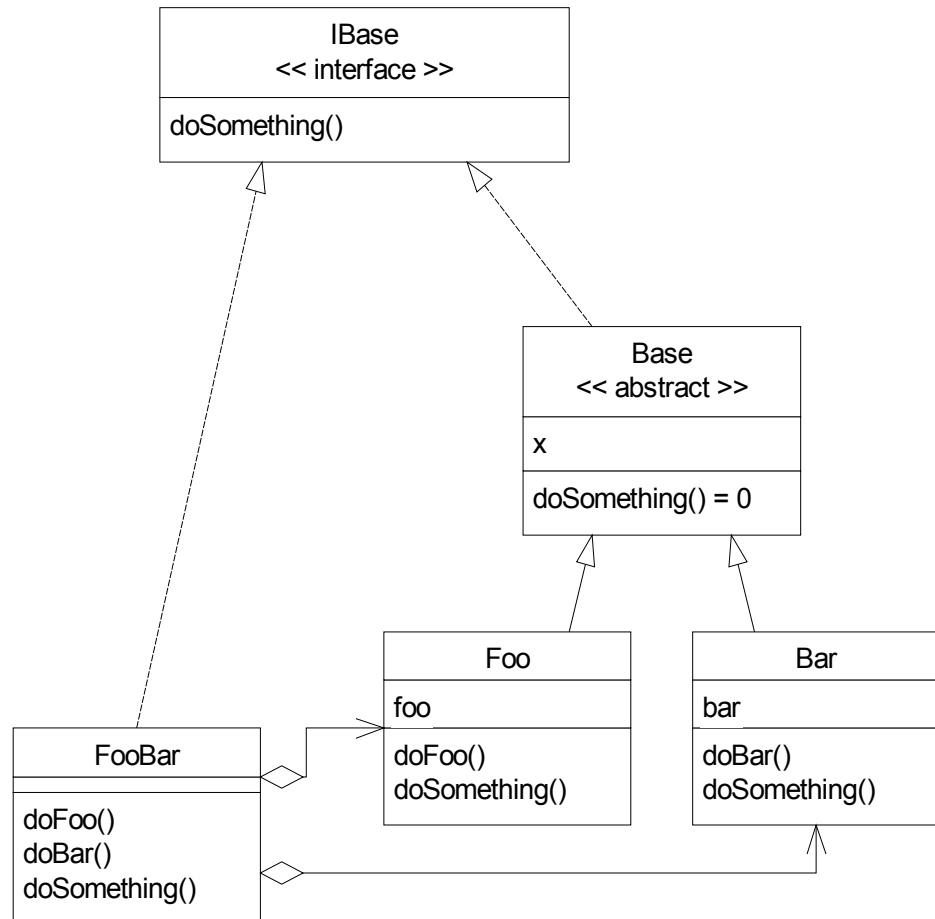 IBase
<< interface >>
doSomething()
Base
<< abstract >>
x
doSomething() = 0
Foo
foo
doFoo()
doSomething()
Bar
bar
doBar()
doSomething()
FooBar
doFoo()
doBar()
doSomething()